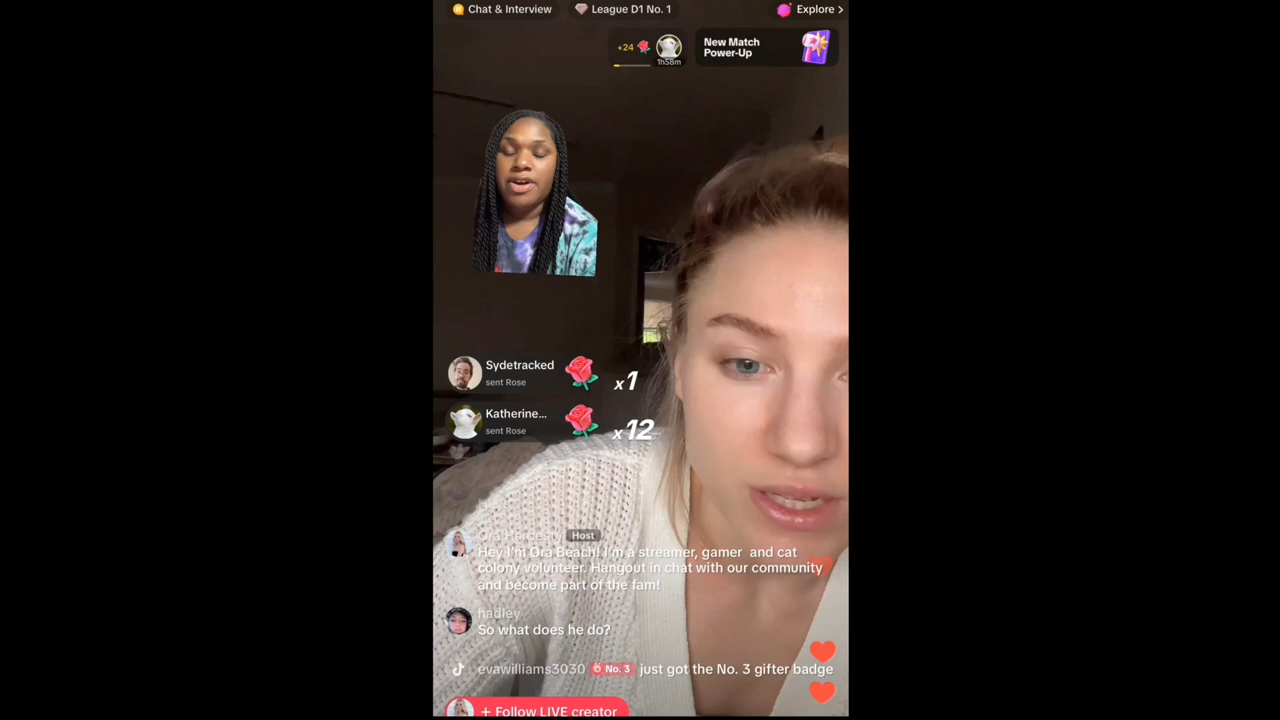 Chat & Interview
League D1 No. 1
Explore >
+24
1h58m
New Match
Power-Up
Sydetracked
sent Rose
x1
Katherine...
sent Rose
x12
Host
Hey I'm Ora Beach! I'm a streamer, gamer and cat
colony volunteer. Hangout in chat with our community
and become part of the fam!
hadley
So what does he do?
evawilliams3030 No. 3 just got the No. 3 gifter badge
+ Follow LIVE creator